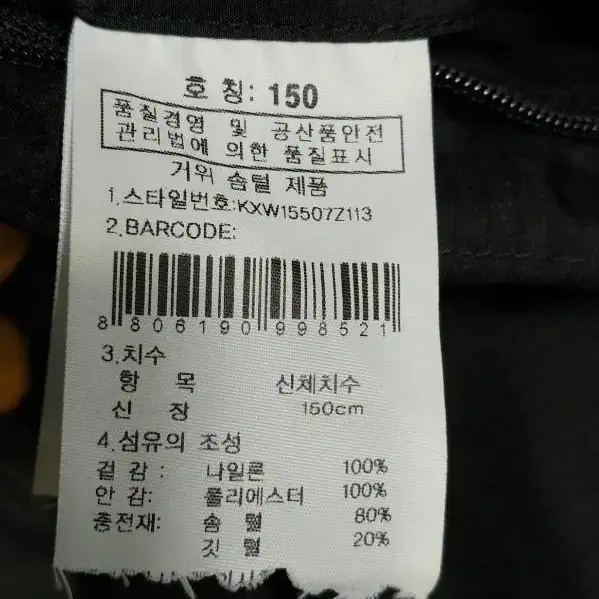 호 칭: 150
품질경영 및 공산품안전
관리법에 의한 품질표시
거위 솜털 제품
1.스타일번호:KXW15507Z113
2.BARCODE:
8 806190 998521
3.치수
항 목 신체치수
신 장 150cm
4.섬유의 조성
겉 감: 나일론 100%
안 감: 폴리에스터 100%
충전재: 솜 털 80%
깃 털 20%